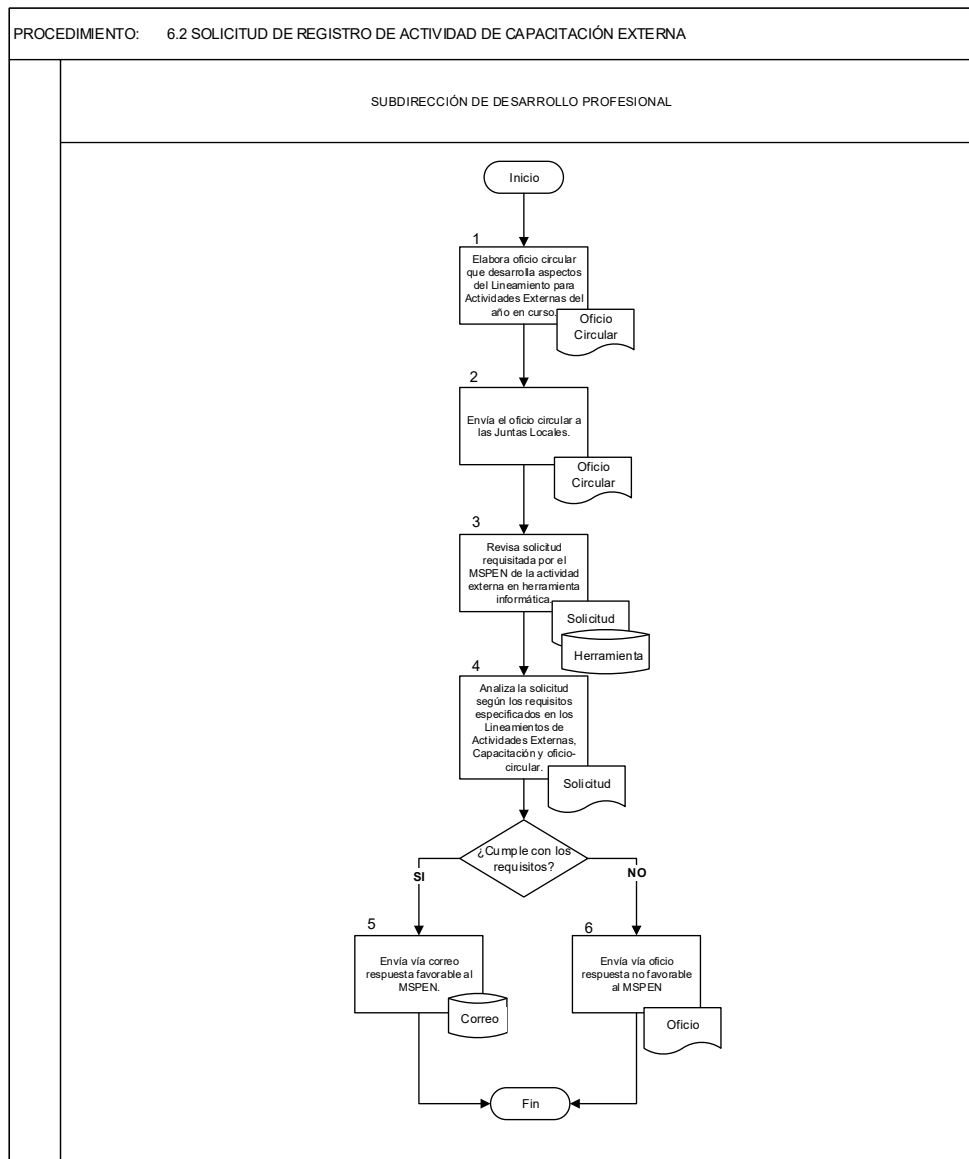 PROCEDIMIENTO: 6.2 SOLICITUD DE REGISTRO DE ACTIVIDAD DE CAPACITACIÓN EXTERNA
SUBDIRECCIÓN DE DESARROLLO PROFESIONAL
Inicio
1
Elabora oficio circular
que desarrolla aspectos
del Lineamiento para
Actividades Externas del
año en curso.
Oficio
Circular
2
Envía el oficio circular a
las Juntas Locales.
Oficio
Circular
3
Revisa solicitud
requisitada por el
MSPEN de la actividad
externa en herramienta
informática.
Solicitud
Herramienta
4
Analiza la solicitud
según los requisitos
especificados en los
Lineamientos de
Actividades Externas,
Capacitación y oficio-
circular.
Solicitud
¿Cumple con los
requisitos?
SI
NO
5
Envía vía correo
respuesta favorable al
MSPEN.
Correo
6
Envía vía oficio
respuesta no favorable
al MSPEN
Oficio
Fin